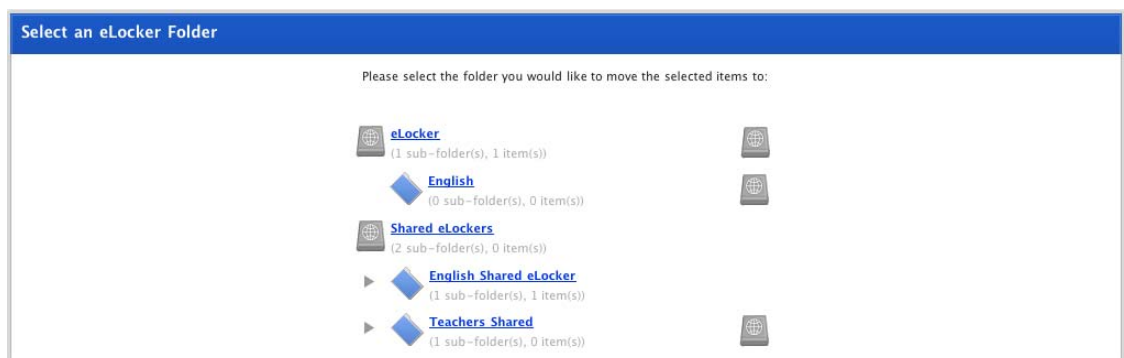 Select an eLocker Folder
Please select the folder you would like to move the selected items to:
eLocker
(1 sub-folder(s), 1 item(s))
English
(0 sub-folder(s), 0 item(s))
Shared eLockers
(2 sub-folder(s), 0 item(s))
English Shared eLocker
(1 sub-folder(s), 1 item(s))
Teachers Shared
(1 sub-folder(s), 0 item(s))